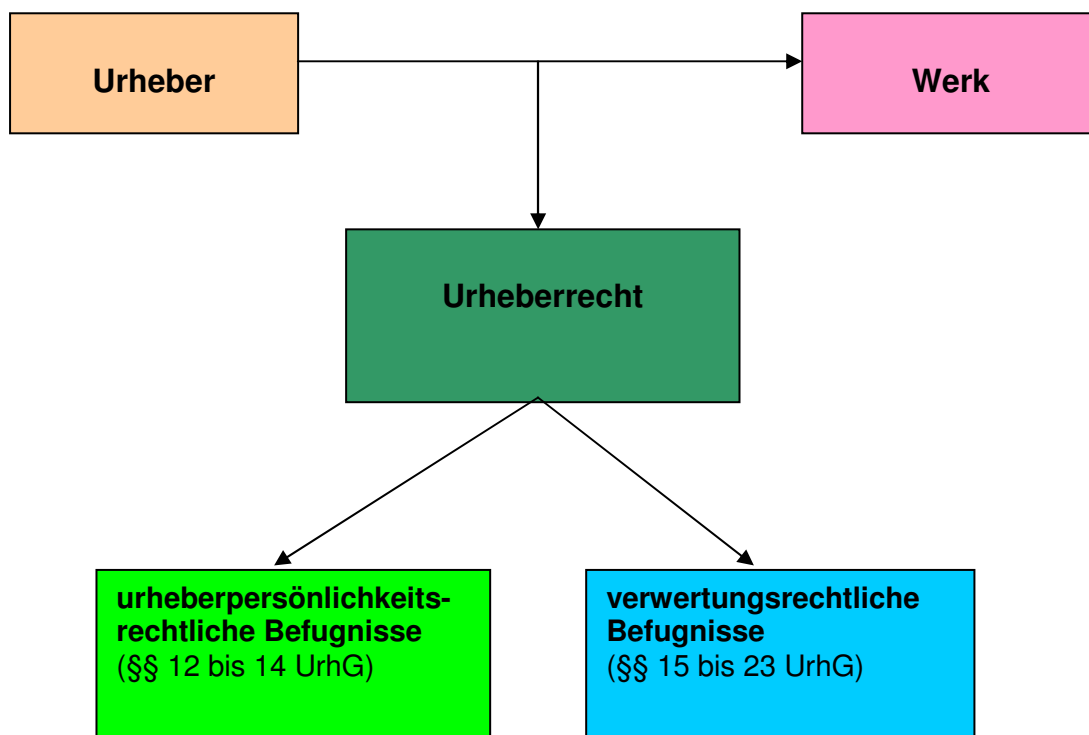 Urheber
Werk
Urheberrecht
urheberpersönlichkeits-
rechtliche Befugnisse
(§§ 12 bis 14 UrhG)
verwertungsrechtliche
Befugnisse
(§§ 15 bis 23 UrhG)